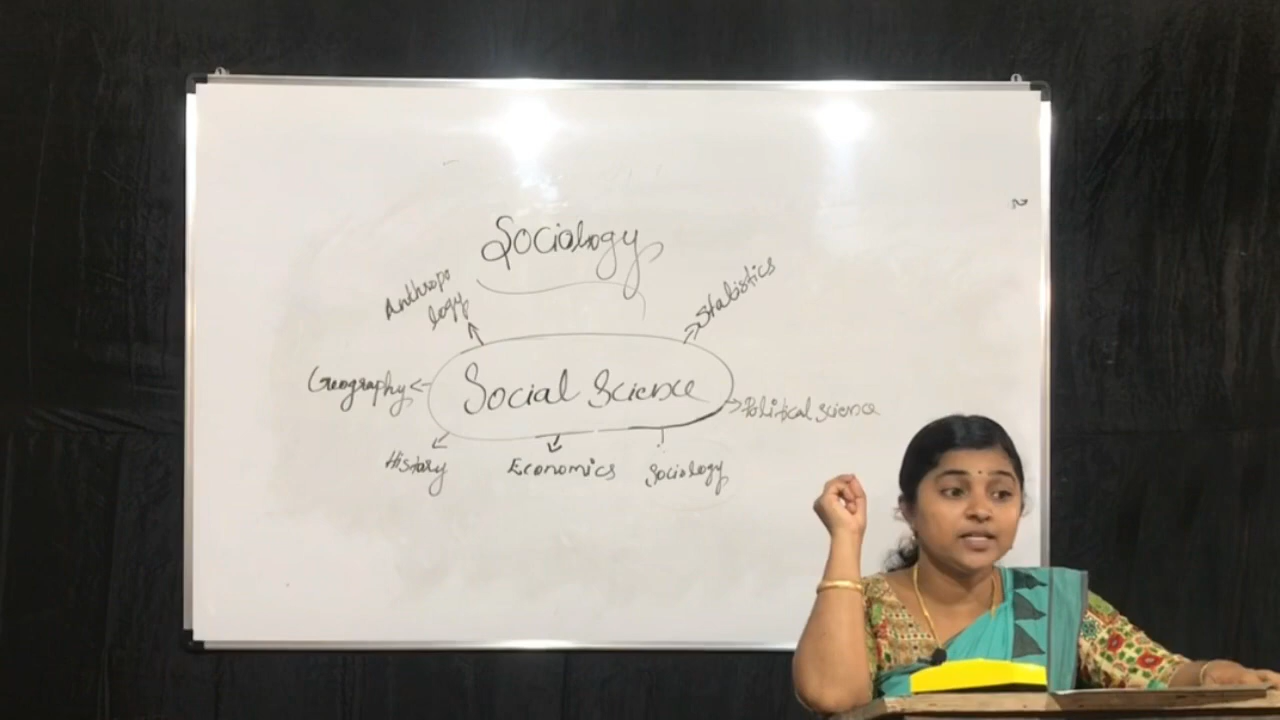 Sociology
Anthropo
logy
Statistics
Geography
Social Science
Political science
History
Economics
Sociology